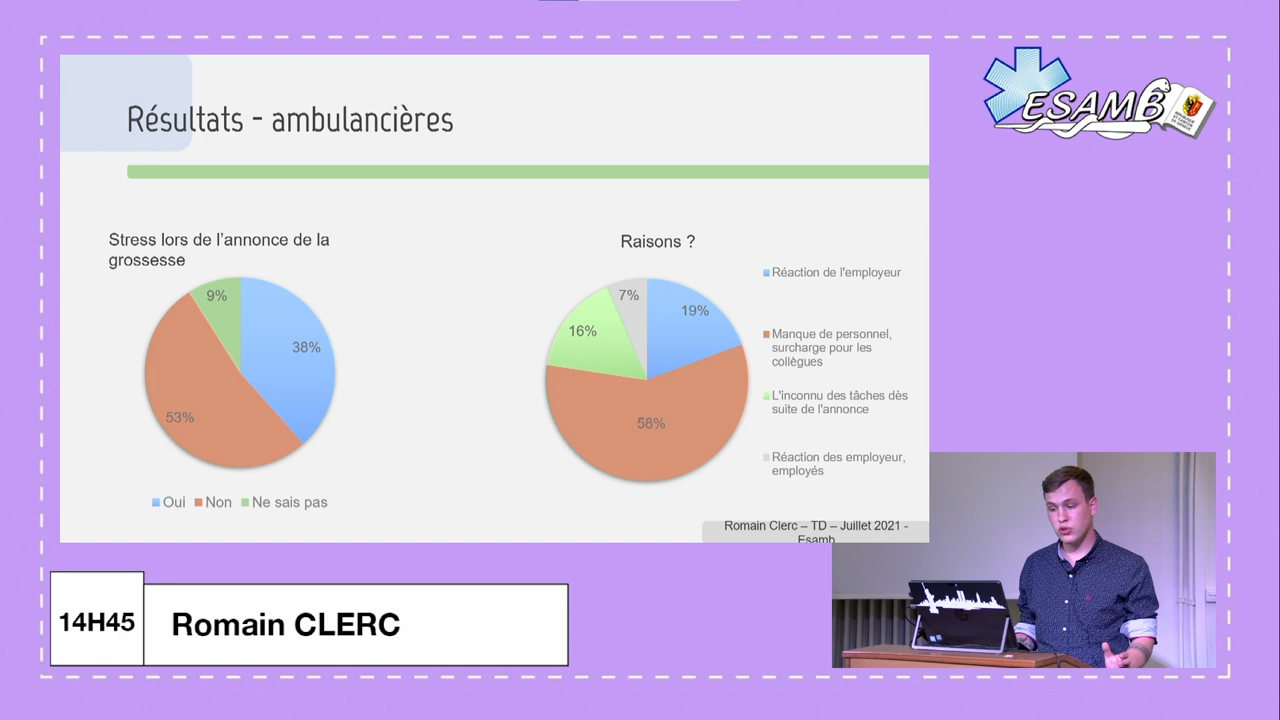 Résultats - ambulancières
ESAMB
Stress lors de l'annonce de la
grossesse
9%
38%
53%
Oui Non Ne sais pas
Raisons ?
7%
19%
16%
58%
Réaction de l'employeur
Manque de personnel,
surcharge pour les
collègues
L'inconnu des tâches dès
suite de l'annonce
Réaction des employeur,
employés
Romain Clerc – TD – Juillet 2021 -
Esamb
14H45
Romain CLERC